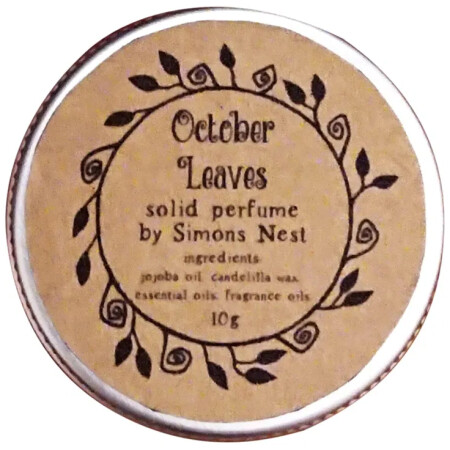 October
Leaves
solid perfume
by Simons Nest
ingredients:
jojoba oil, candelilla wax,
essential oils, fragrance oils.
10g